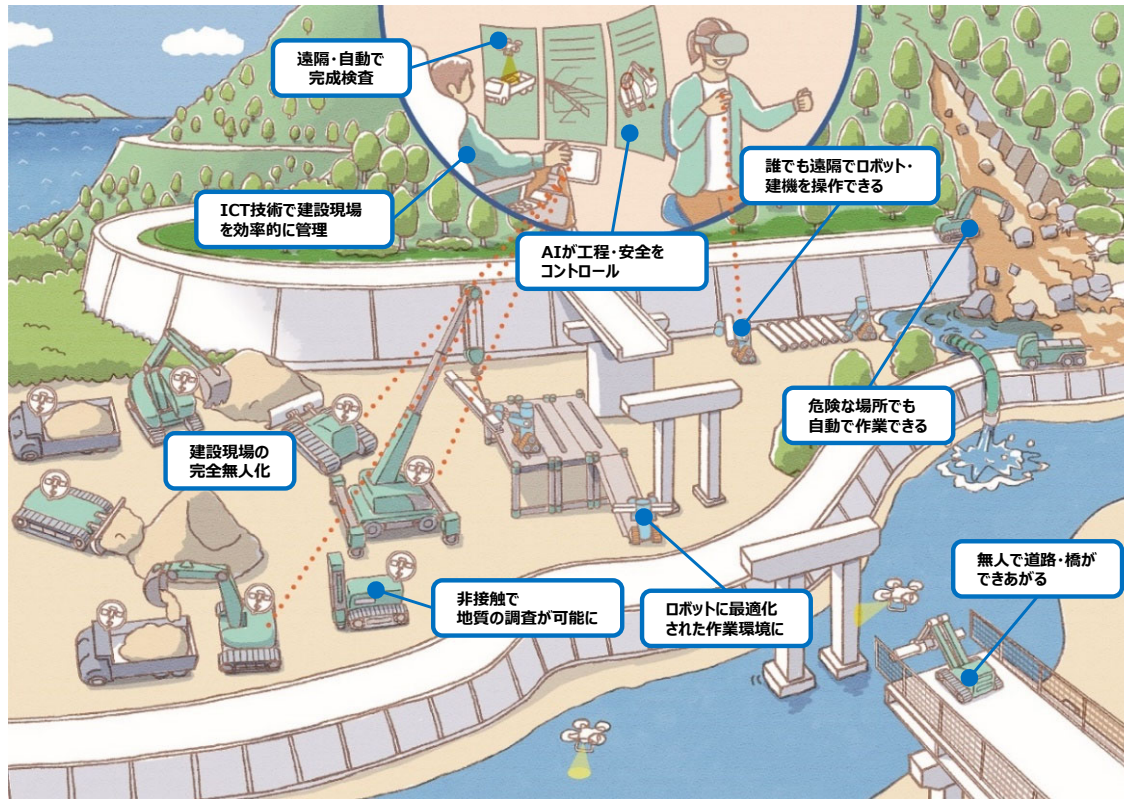 遠隔・自動で
完成検査
誰でも遠隔でロボット・
建機を操作できる
ICT技術で建設現場
を効率的に管理
AIが工程・安全を
コントロール
危険な場所でも
自動で作業できる
建設現場の
完全無人化
無人で道路・橋が
できあがる
非接触で
地質の調査が可能に
ロボットに最適化
された作業環境に